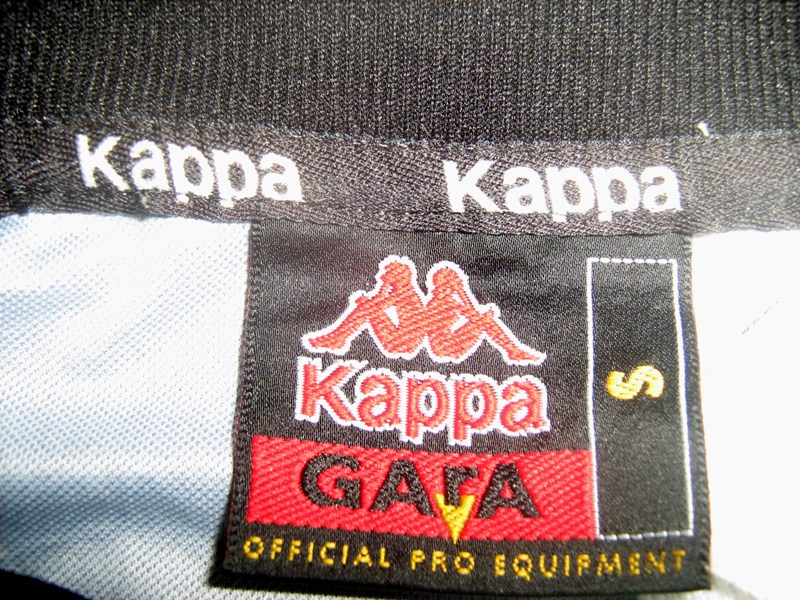 Kappa Kappa
Kappa
S
GArA
OFFICIAL PRO EQUIPMENT